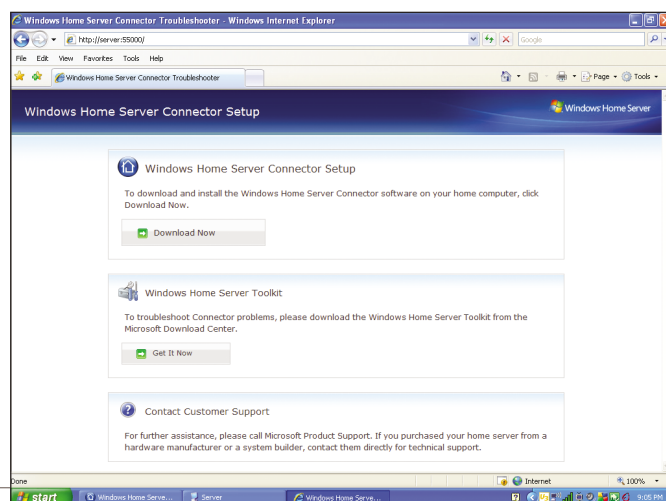 Windows Home Server Connector Troubleshooter - Windows Internet Explorer
http://server:55000/
Google
File Edit View Favorites Tools Help
Windows Home Server Connector Troubleshooter
Page Tools
Windows Home Server Connector Setup
Windows Home Server
Windows Home Server Connector Setup
To download and install the Windows Home Server Connector software on your home computer, click
Download Now.
Download Now
Windows Home Server Toolkit
To troubleshoot Connector problems, please download the Windows Home Server Toolkit from the
Microsoft Download Center.
Get It Now
Contact Customer Support
For further assistance, please call Microsoft Product Support. If you purchased your home server from a
hardware manufacturer or a system builder, contact them directly for technical support.
Done
Internet
100%
start
Windows Home Serve...
Server
Windows Home Serve...
9:05 PM